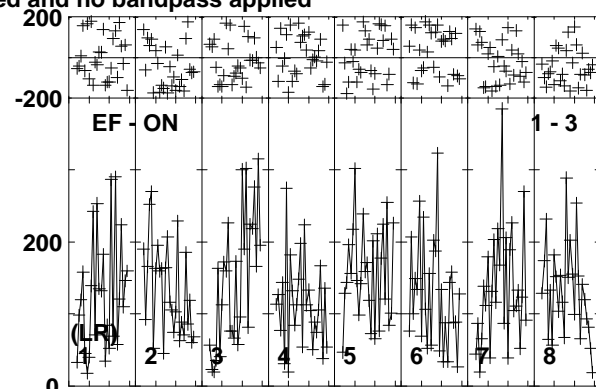 ed and no bandpass applied
200
-200
EF - ON 1 - 3
200
(LR)
1 2 3 4 5 6 7 8
0